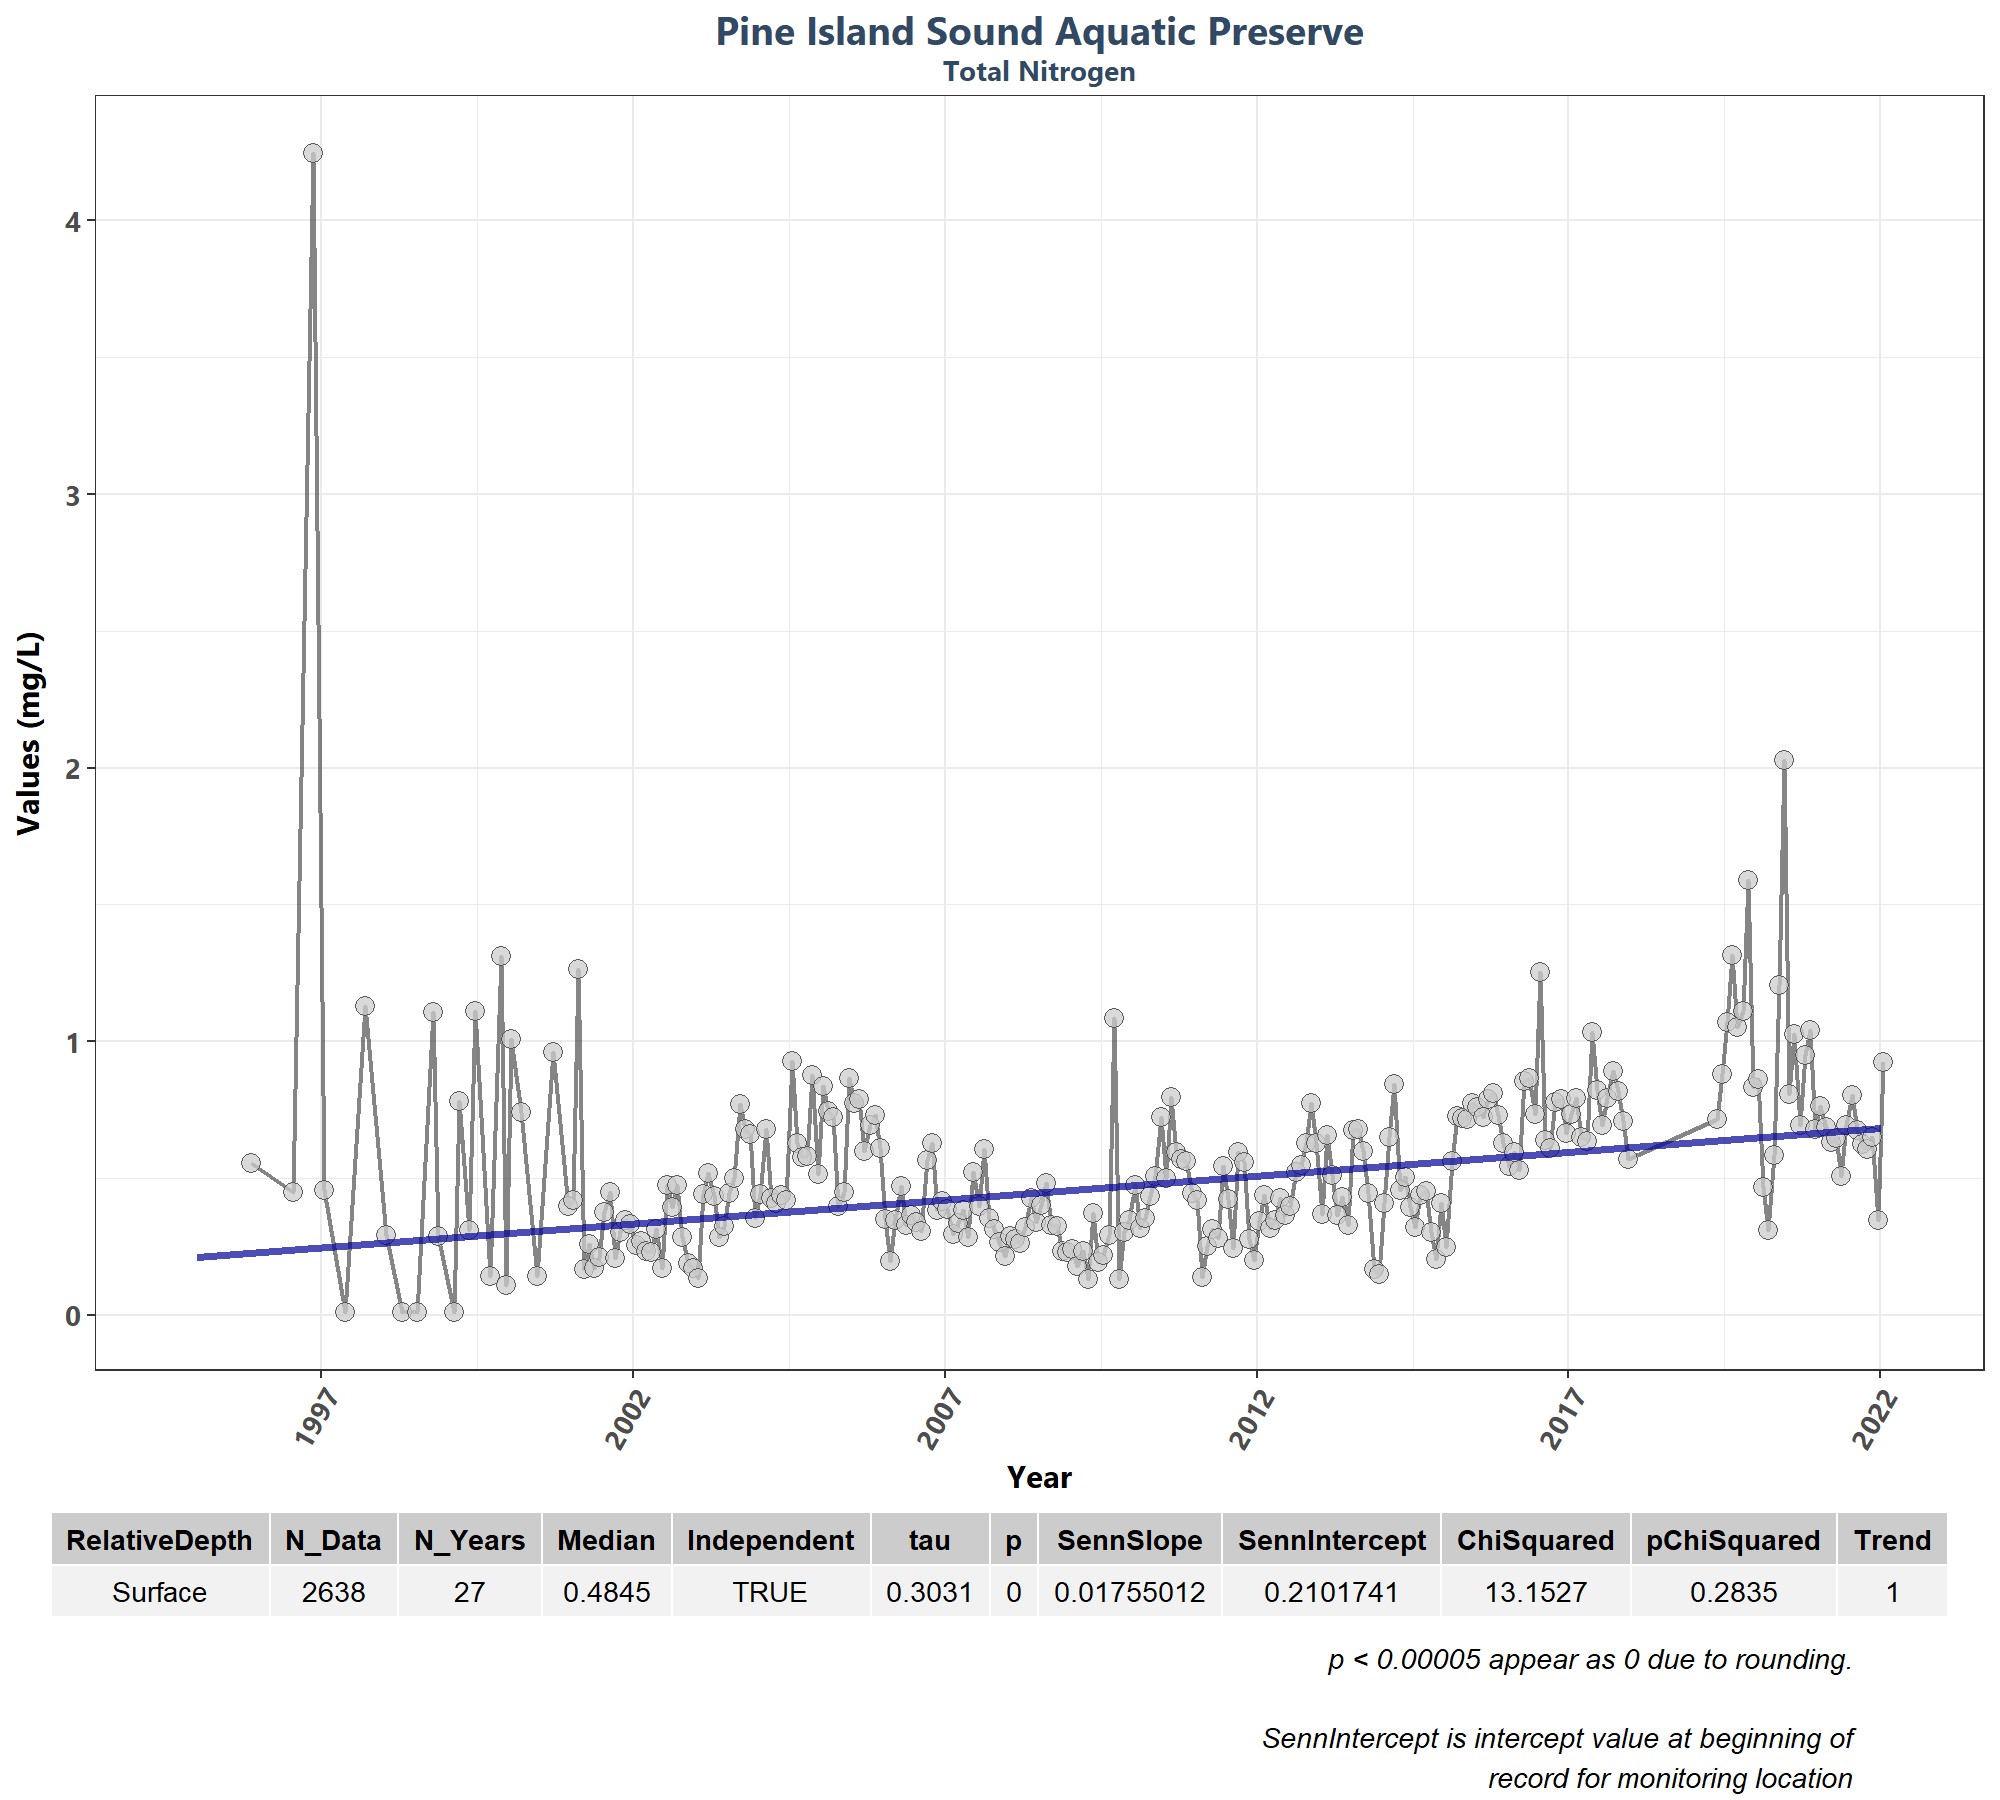 Pine Island Sound Aquatic Preserve
Total Nitrogen
Values (mg/L)
4
3
2
1
0
1997 2002 2007 2012 2017 2022
Year
RelativeDepth N_Data N_Years Median Independent tau p SennSlope SennIntercept ChiSquared pChiSquared Trend
Surface 2638 27 0.4845 TRUE 0.3031 0 0.01755012 0.2101741 13.1527 0.2835 1
p < 0.00005 appear as 0 due to rounding.
SennIntercept is intercept value at beginning of
record for monitoring location